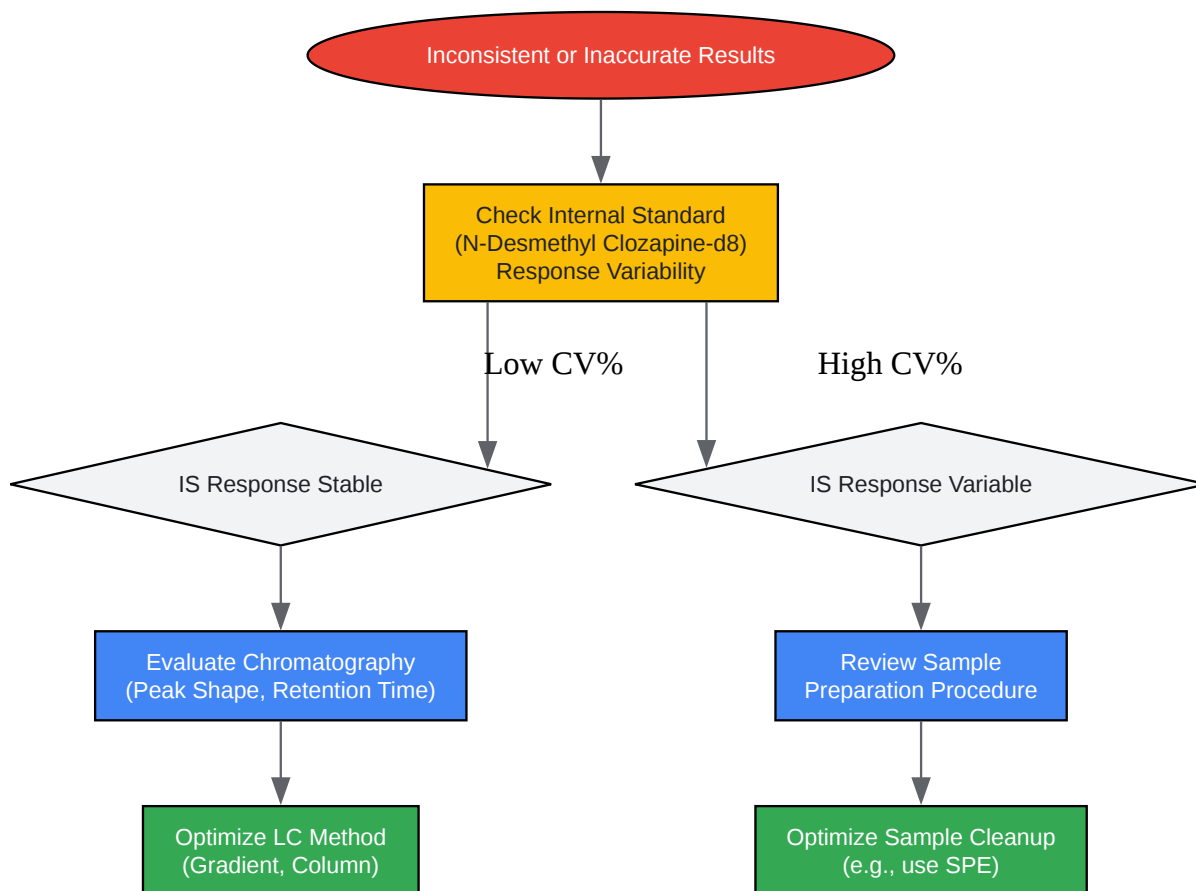 Inconsistent or Inaccurate Results
Check Internal Standard
(N-Desmethyl Clozapine-d8)
Response Variability
Low CV%
High CV%
IS Response Stable
IS Response Variable
Evaluate Chromatography
(Peak Shape, Retention Time)
Review Sample
Preparation Procedure
Optimize LC Method
(Gradient, Column)
Optimize Sample Cleanup
(e.g., use SPE)